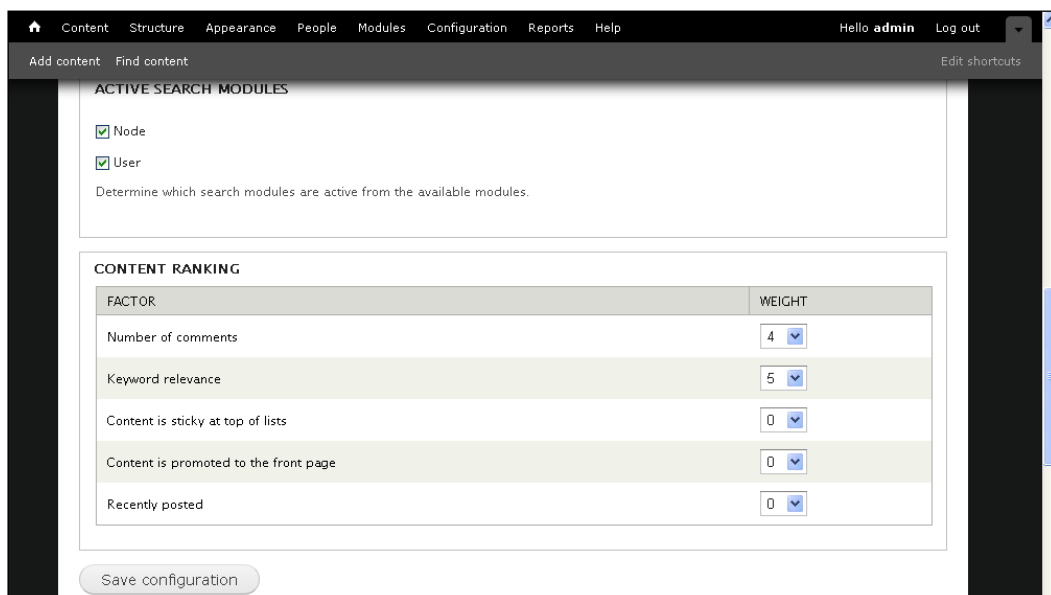 Content Structure Appearance People Modules Configuration Reports Help Hello admin Log out
Add content Find content Edit shortcuts
ACTIVE SEARCH MODULES
Node
User
Determine which search modules are active from the available modules.
CONTENT RANKING
FACTOR WEIGHT
Number of comments 4
Keyword relevance 5
Content is sticky at top of lists 0
Content is promoted to the front page 0
Recently posted 0
Save configuration